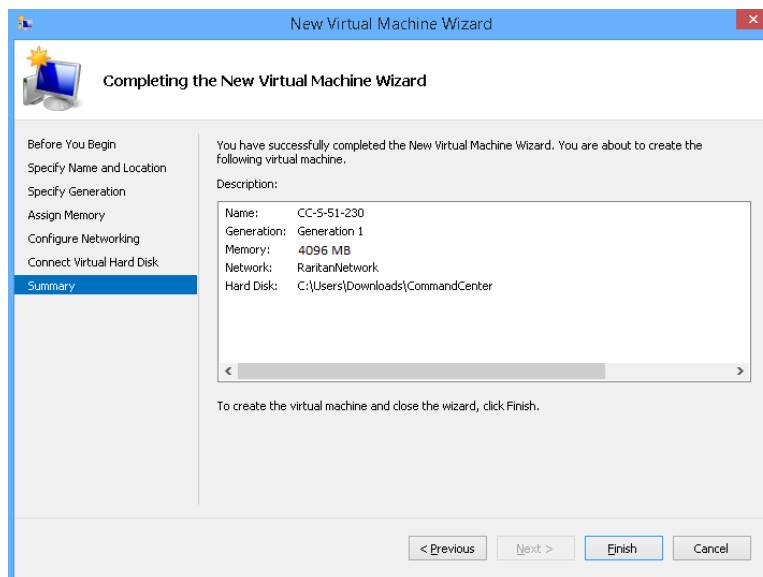 New Virtual Machine Wizard
Completing the New Virtual Machine Wizard
Before You Begin
Specify Name and Location
Specify Generation
Assign Memory
Configure Networking
Connect Virtual Hard Disk
Summary
You have successfully completed the New Virtual Machine Wizard. You are about to create the
following virtual machine.
Description:
Name: CC-S-51-230
Generation: Generation 1
Memory: 4096 MB
Network: RaritanNetwork
Hard Disk: C:\Users\Downloads\CommandCenter
To create the virtual machine and close the wizard, click Finish.
< Previous Next > Finish Cancel